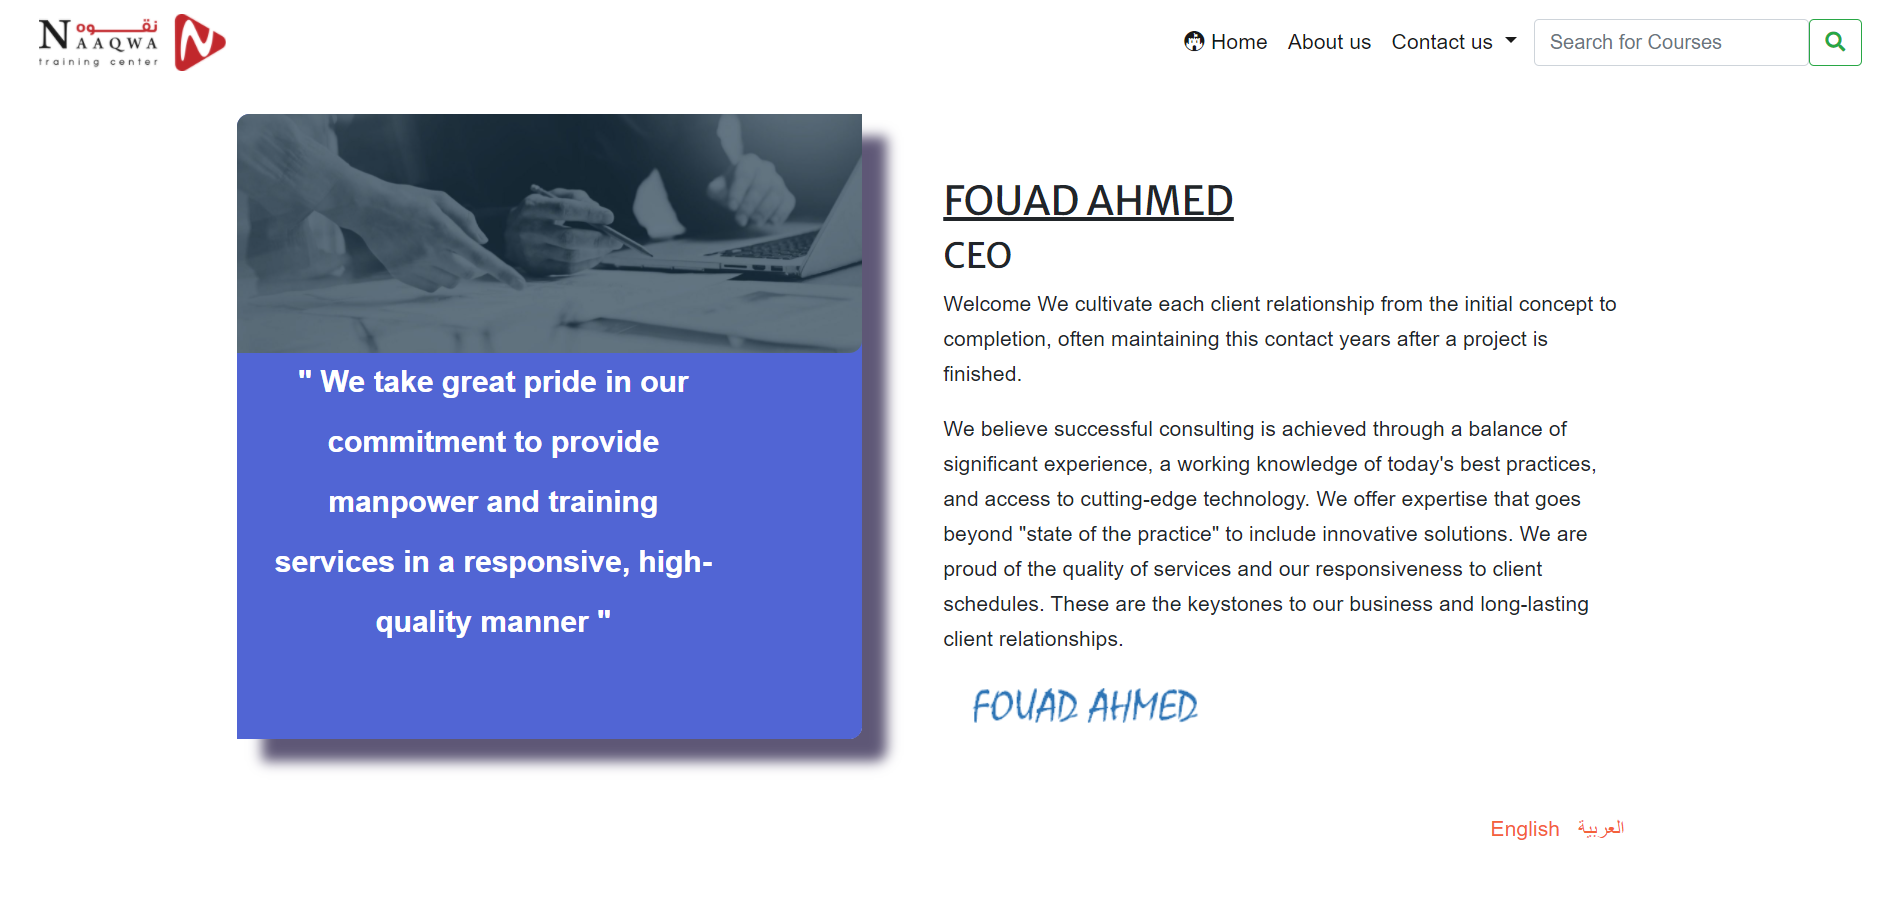 نقـــوه
NAAQWA
training center
Home About us Contact us Search for Courses
" We take great pride in our
commitment to provide
manpower and training
services in a responsive, high-
quality manner "
FOUAD AHMED
CEO
Welcome We cultivate each client relationship from the initial concept to
completion, often maintaining this contact years after a project is
finished.
We believe successful consulting is achieved through a balance of
significant experience, a working knowledge of today's best practices,
and access to cutting-edge technology. We offer expertise that goes
beyond "state of the practice" to include innovative solutions. We are
proud of the quality of services and our responsiveness to client
schedules. These are the keystones to our business and long-lasting
client relationships.
FOUAD AHMED
English العربية